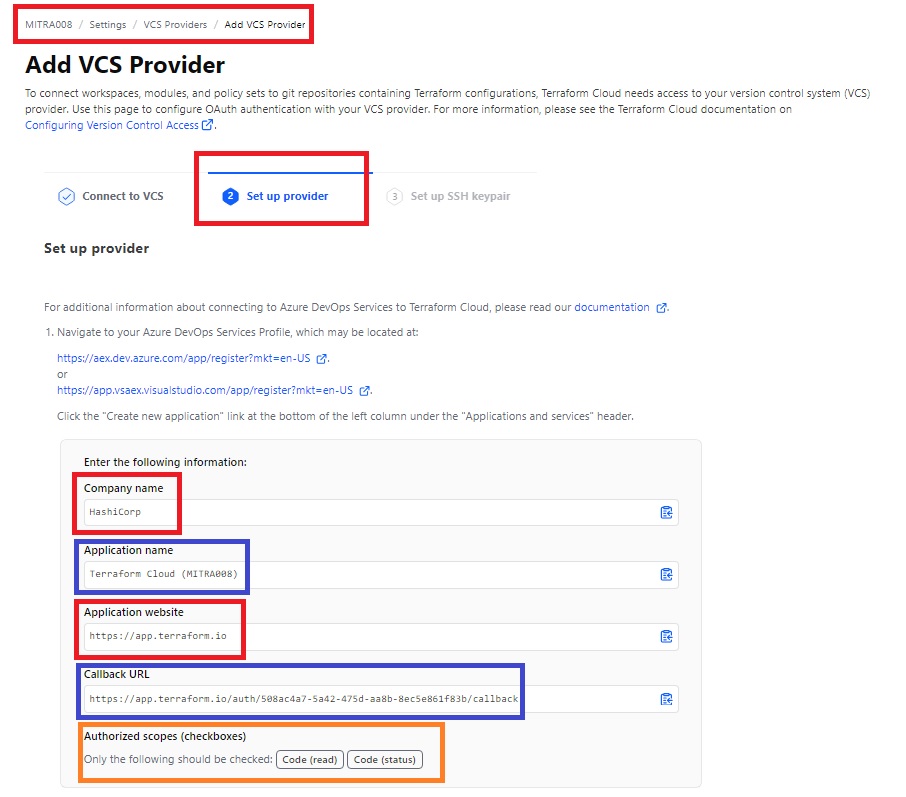 MITRA008 / Settings / VCS Providers / Add VCS Provider
Add VCS Provider
To connect workspaces, modules, and policy sets to git repositories containing Terraform configurations, Terraform Cloud needs access to your version control system (VCS)
provider. Use this page to configure OAuth authentication with your VCS provider. For more information, please see the Terraform Cloud documentation on
Configuring Version Control Access.
Connect to VCS 2 Set up provider 3 Set up SSH keypair
Set up provider
For additional information about connecting to Azure DevOps Services to Terraform Cloud, please read our documentation.
1. Navigate to your Azure DevOps Services Profile, which may be located at:
https://aex.dev.azure.com/app/register?mkt=en-US.
or
https://app.vsaex.visualstudio.com/app/register?mkt=en-US.
Click the "Create new application" link at the bottom of the left column under the "Applications and services" header.
Enter the following information:
Company name
HashiCorp
Application name
Terraform Cloud (MITRA008)
Application website
https://app.terraform.io
Callback URL
https://app.terraform.io/auth/508ac4a7-5a42-475d-aa8b-8ec5e861f83b/callback
Authorized scopes (checkboxes)
Only the following should be checked: Code (read) Code (status)